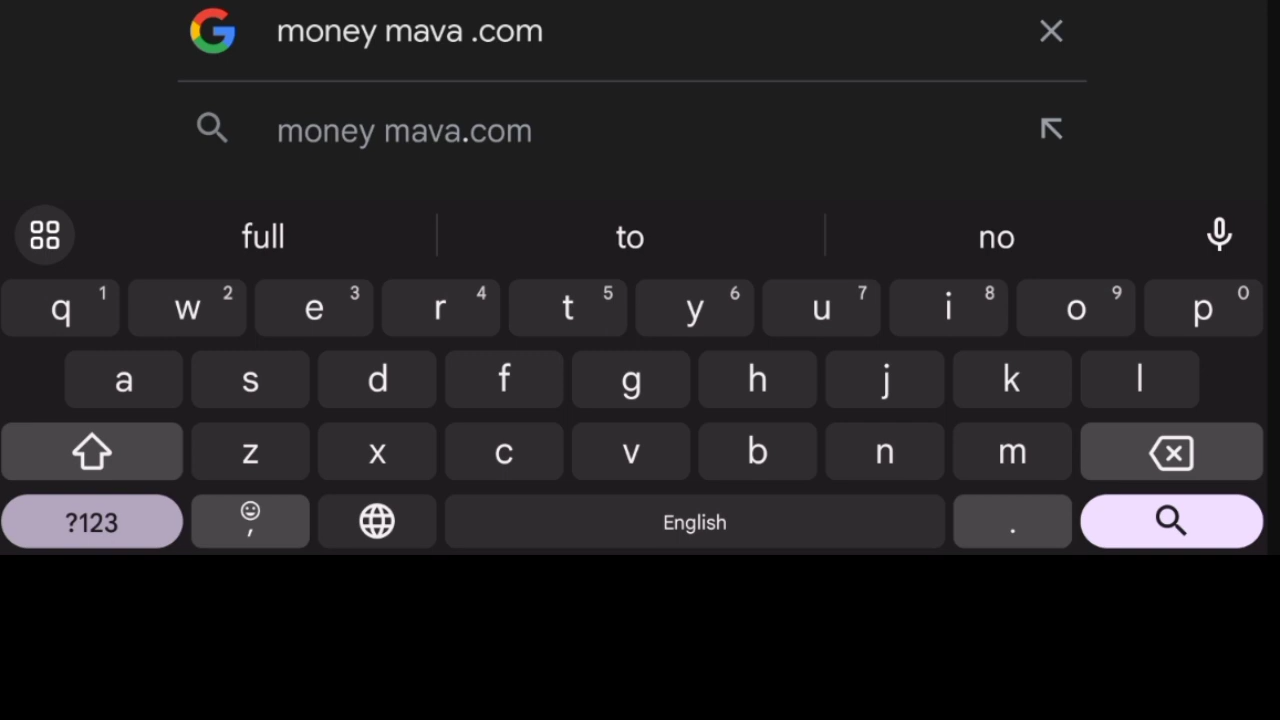 money mava .com
money mava.com
full to no
q 1 w 2 e 3 r 4 t 5 y 6 u 7 i 8 o 9 p 0
a s d f g h j k l
z x c v b n m
?123 , English .